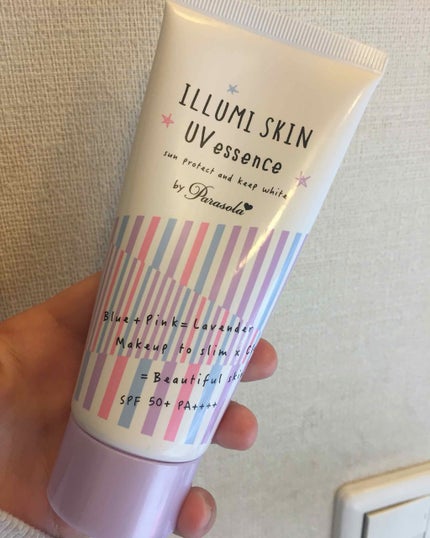 ILLUMI SKIN
UV essence
sun protect and keep white
by Parasola
Blue + Pink = Lavender
Makeup to slim x
= Beautiful
SPF 50+ PA++++